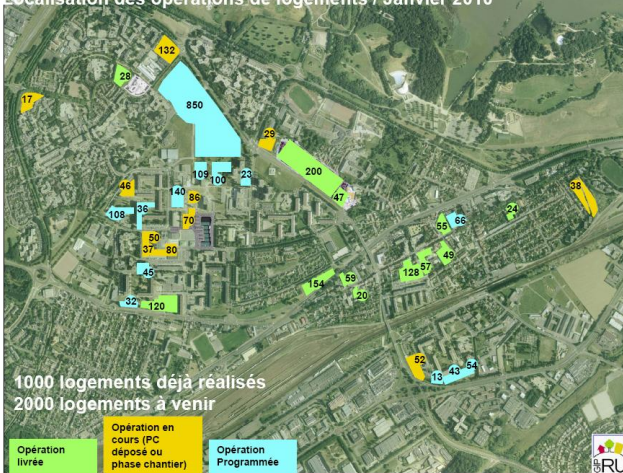 Localisation des opérations de logements / Janvier 2010
132
28
17
850
29
200
47
109
100
23
46
140
86
36
108
70
50
37
80
45
32
120
38
24
55
66
49
57
128
154
59
20
52
13
43
54
1000 logements déjà réalisés
2000 logements à venir
Opération
livrée
Opération en
cours (PC
déposé ou
phase chantier)
Opération
Programmée
GIP
RU